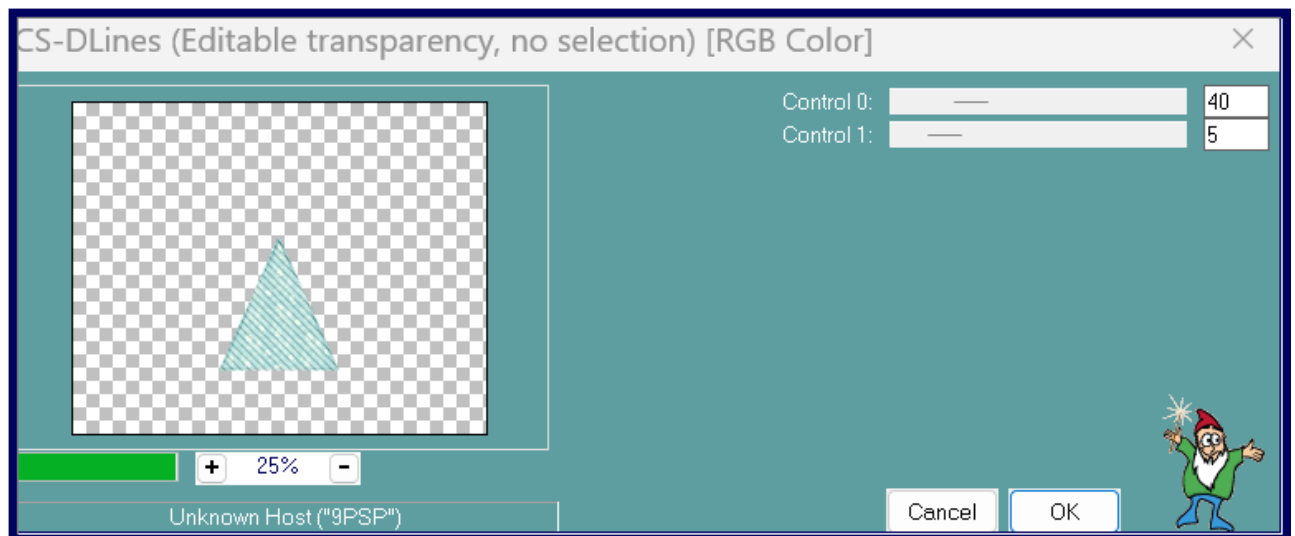 CS-DLines (Editable transparency, no selection) [RGB Color]
Control 0: 40
Control 1: 5
+ 25% -
Unknown Host ("9PSP")
Cancel OK